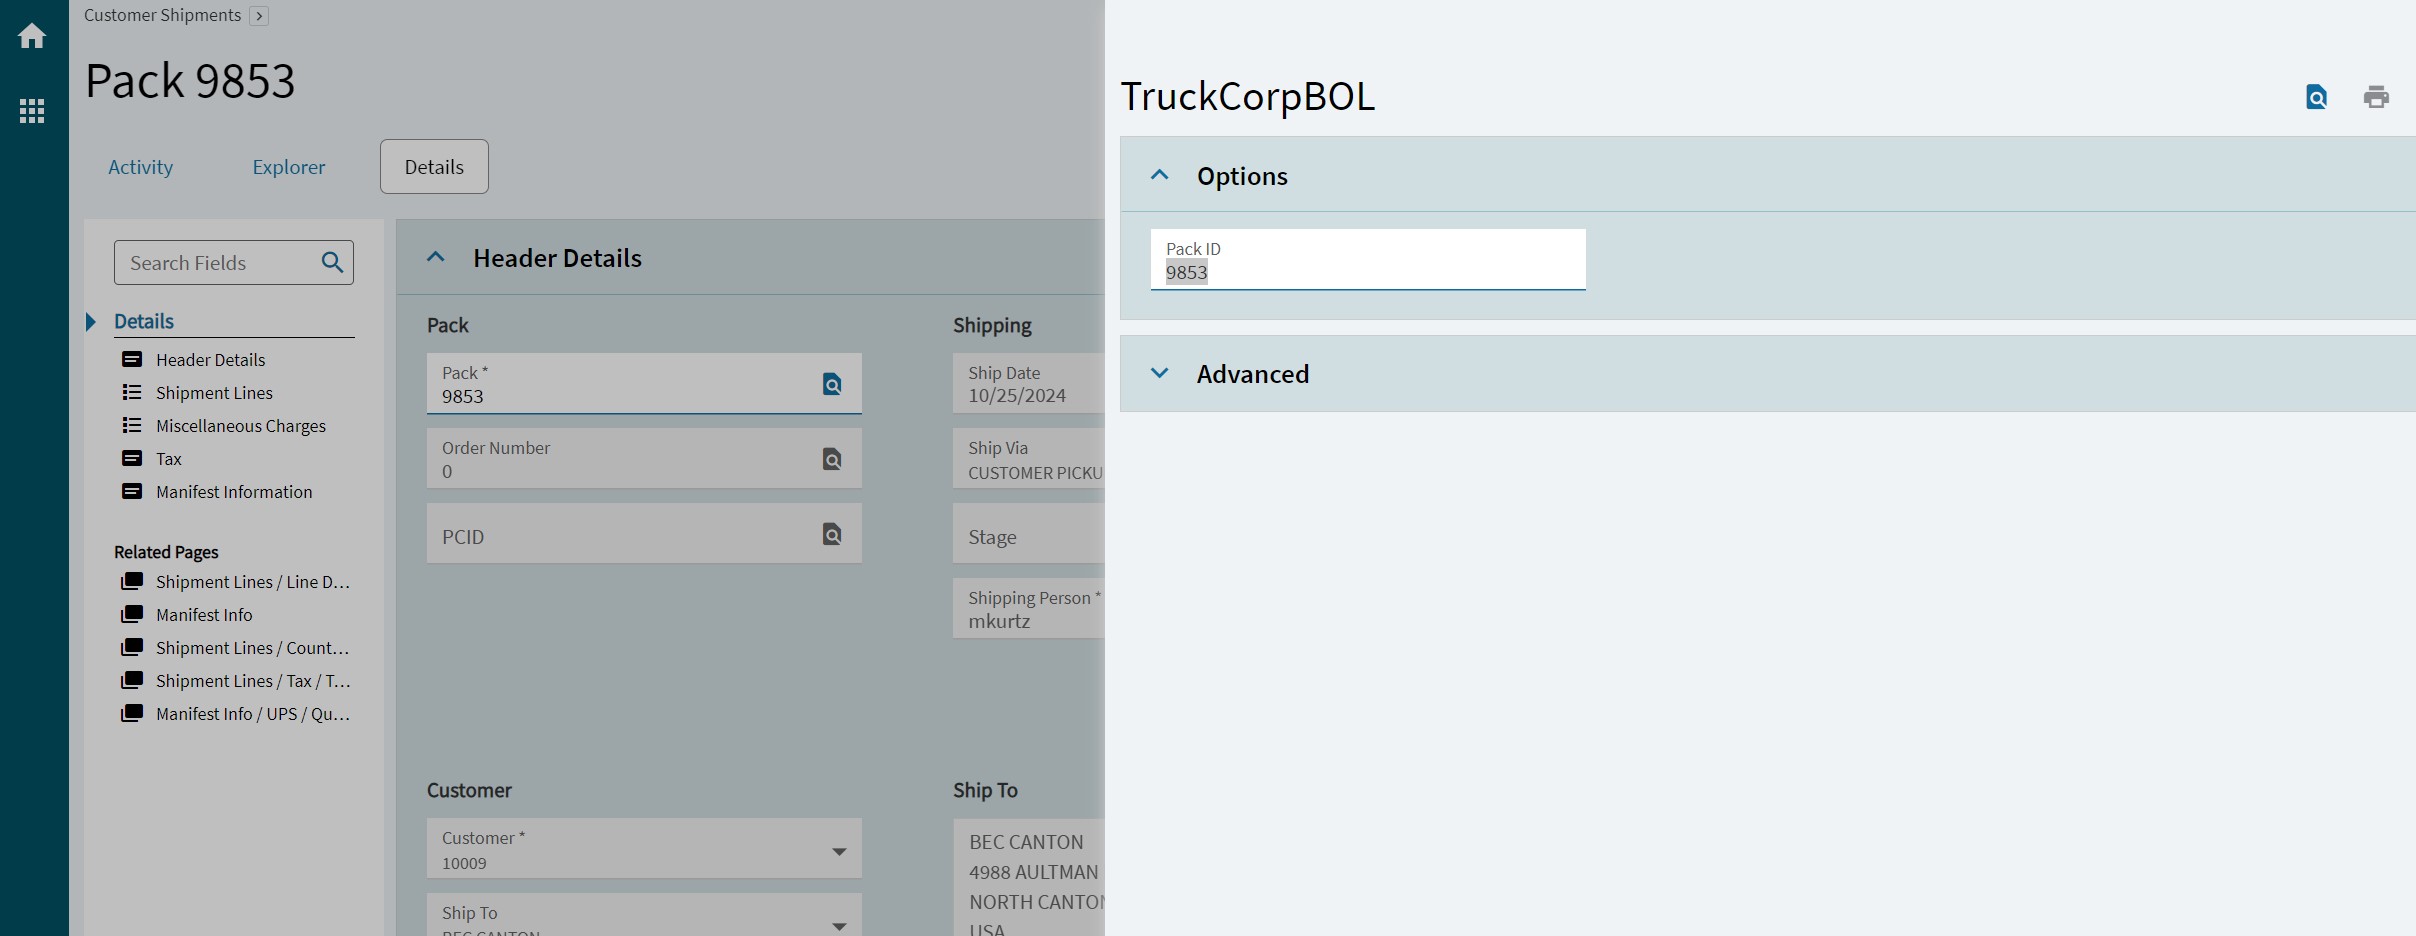 Customer Shipments
Pack 9853
Activity
Explorer
Details
Search Fields
Details
Header Details
Shipment Lines
Miscellaneous Charges
Tax
Manifest Information
Related Pages
Shipment Lines / Line D...
Manifest Info
Shipment Lines / Count...
Shipment Lines / Tax / T...
Manifest Info / UPS / Qu...
Header Details
Pack
Pack *
9853
Order Number
0
PCID
Shipping
Ship Date
10/25/2024
Ship Via
CUSTOMER PICKU
Stage
Shipping Person *
mkurtz
Customer
Customer *
10009
Ship To
BEC CANTON
Ship To
BEC CANTON
4988 AULTMAN
NORTH CANTON
USA
TruckCorpBOL
Options
Pack ID
9853
Advanced